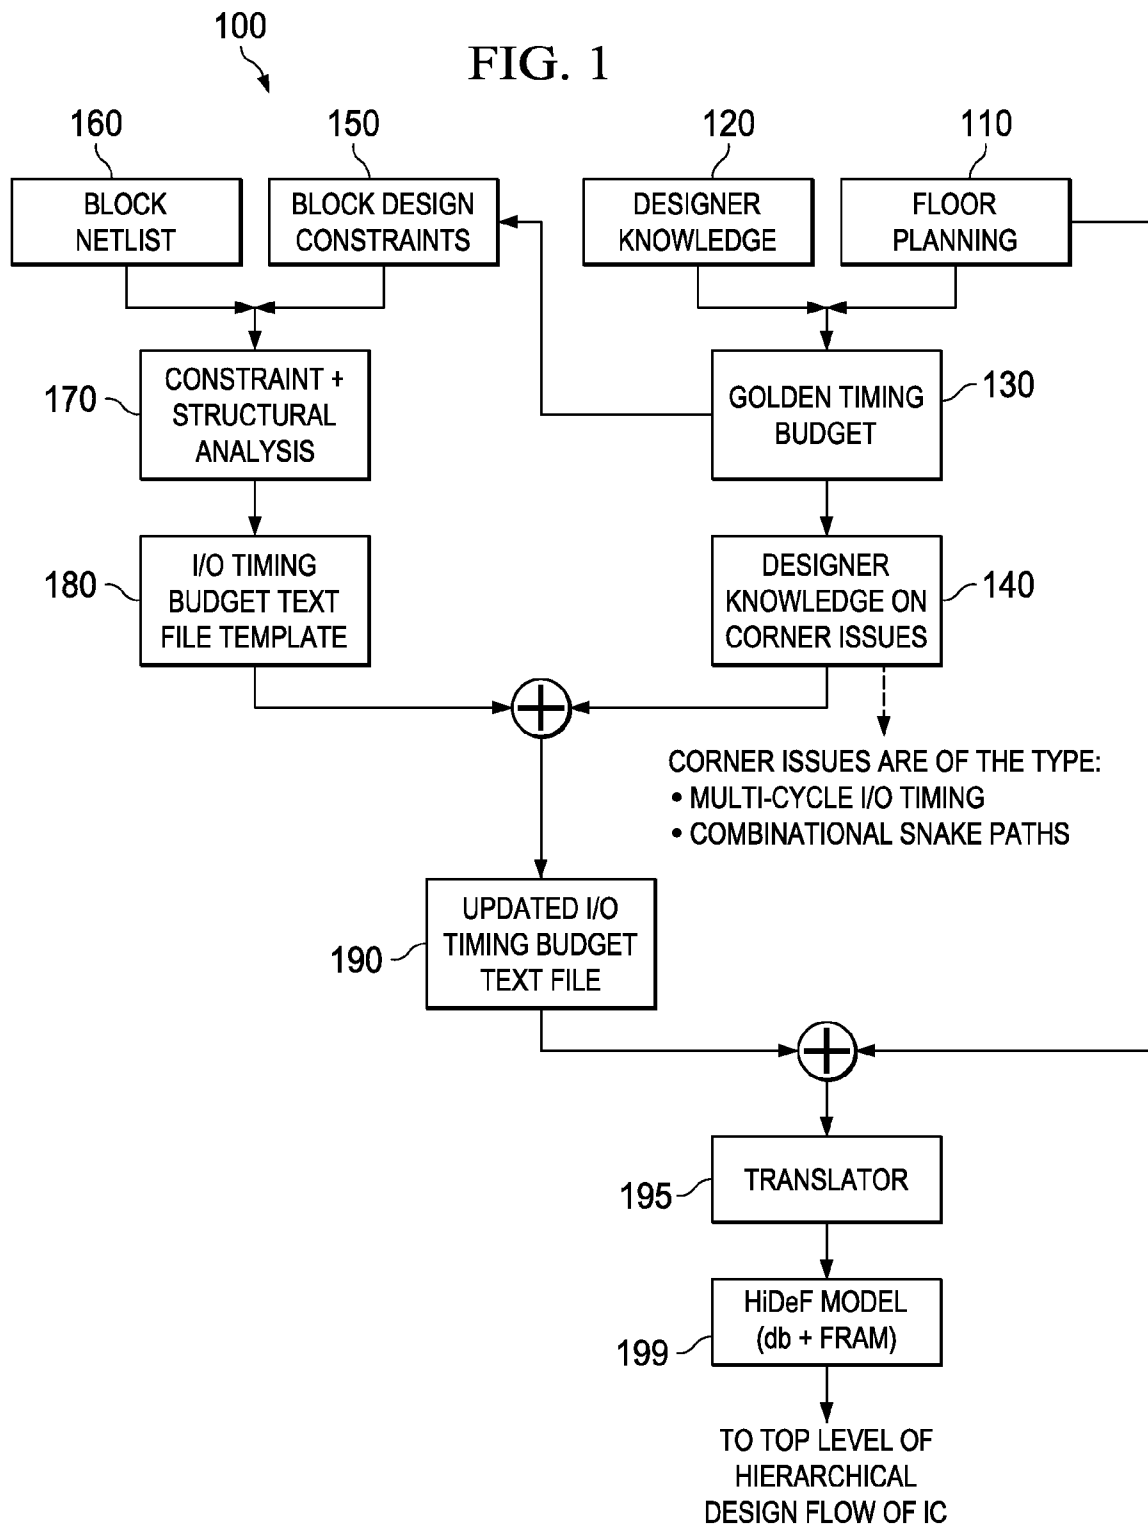 100
FIG. 1
160
150
120
110
BLOCK
NETLIST
BLOCK DESIGN
CONSTRAINTS
DESIGNER
KNOWLEDGE
FLOOR
PLANNING
170
CONSTRAINT +
STRUCTURAL
ANALYSIS
GOLDEN TIMING
BUDGET
130
180
I/O TIMING
BUDGET TEXT
FILE TEMPLATE
DESIGNER
KNOWLEDGE ON
CORNER ISSUES
140
CORNER ISSUES ARE OF THE TYPE:
• MULTI-CYCLE I/O TIMING
• COMBINATIONAL SNAKE PATHS
190
UPDATED I/O
TIMING BUDGET
TEXT FILE
195
TRANSLATOR
199
HiDeF MODEL
(db + FRAM)
TO TOP LEVEL OF
HIERARCHICAL
DESIGN FLOW OF IC